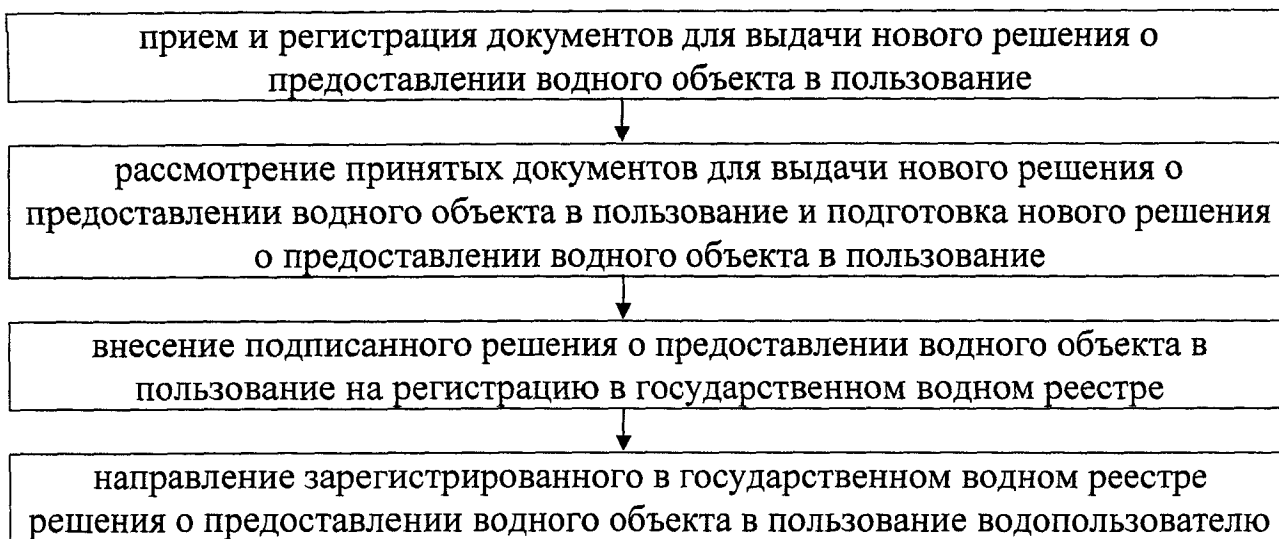 прием и регистрация документов для выдачи нового решения о
предоставлении водного объекта в пользование
рассмотрение принятых документов для выдачи нового решения о
предоставлении водного объекта в пользование и подготовка нового решения
о предоставлении водного объекта в пользование
внесение подписанного решения о предоставлении водного объекта в
пользование на регистрацию в государственном водном реестре
направление зарегистрированного в государственном водном реестре
решения о предоставлении водного объекта в пользование водопользователю